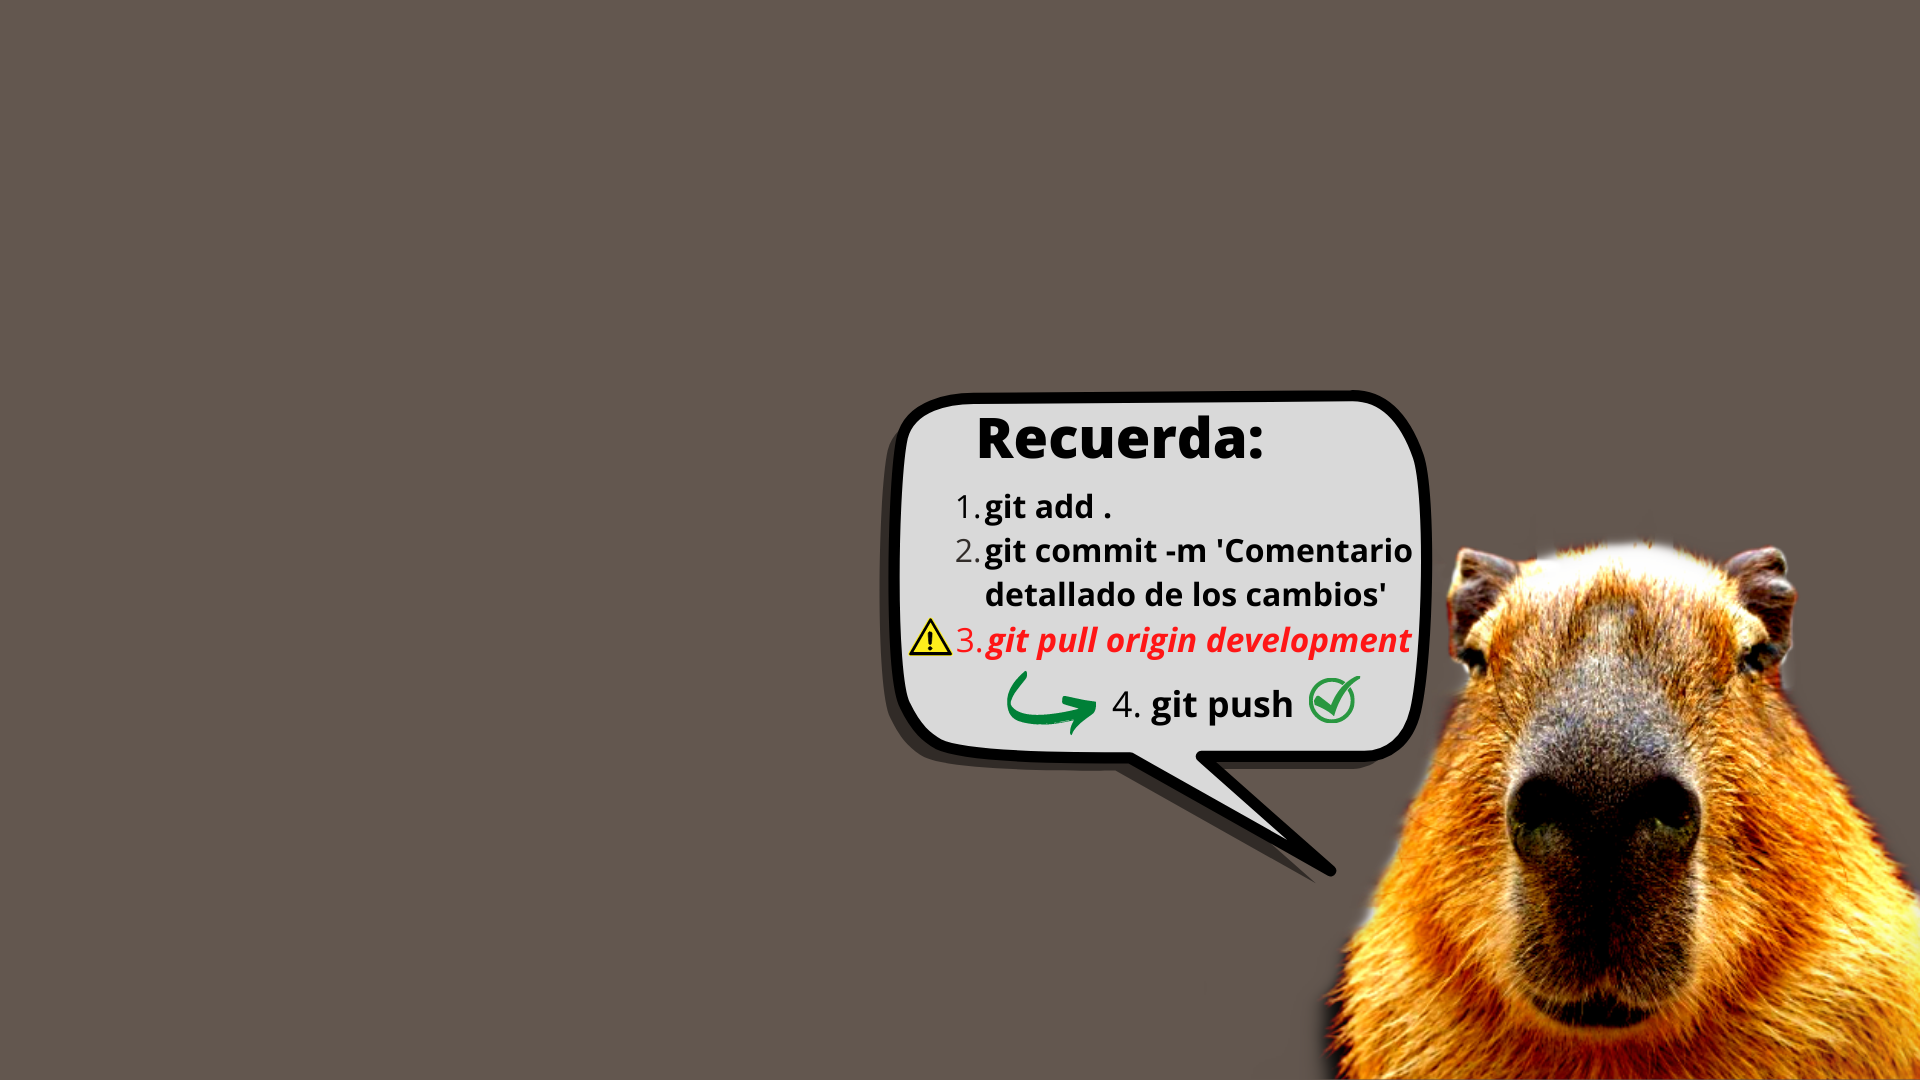 Recuerda:
1. git add .
2. git commit -m 'Comentario
detallado de los cambios'
3. git pull origin development
4. git push